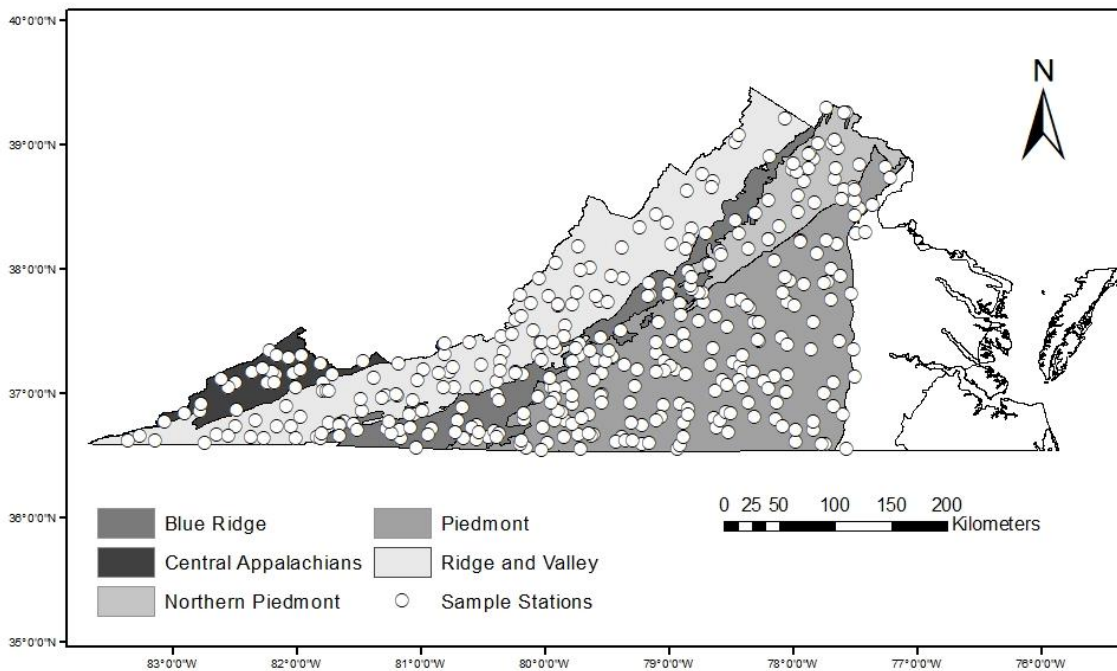 40°0'0"N
39°0'0"N
38°0'0"N
37°0'0"N
36°0'0"N
35°0'0"N
N
0 25 50 100 150 200
Kilometers
Blue Ridge
Central Appalachians
Northern Piedmont
Piedmont
Ridge and Valley
Sample Stations
83°0'0"W 82°0'0"W 81°0'0"W 80°0'0"W 79°0'0"W 78°0'0"W 77°0'0"W 76°0'0"W